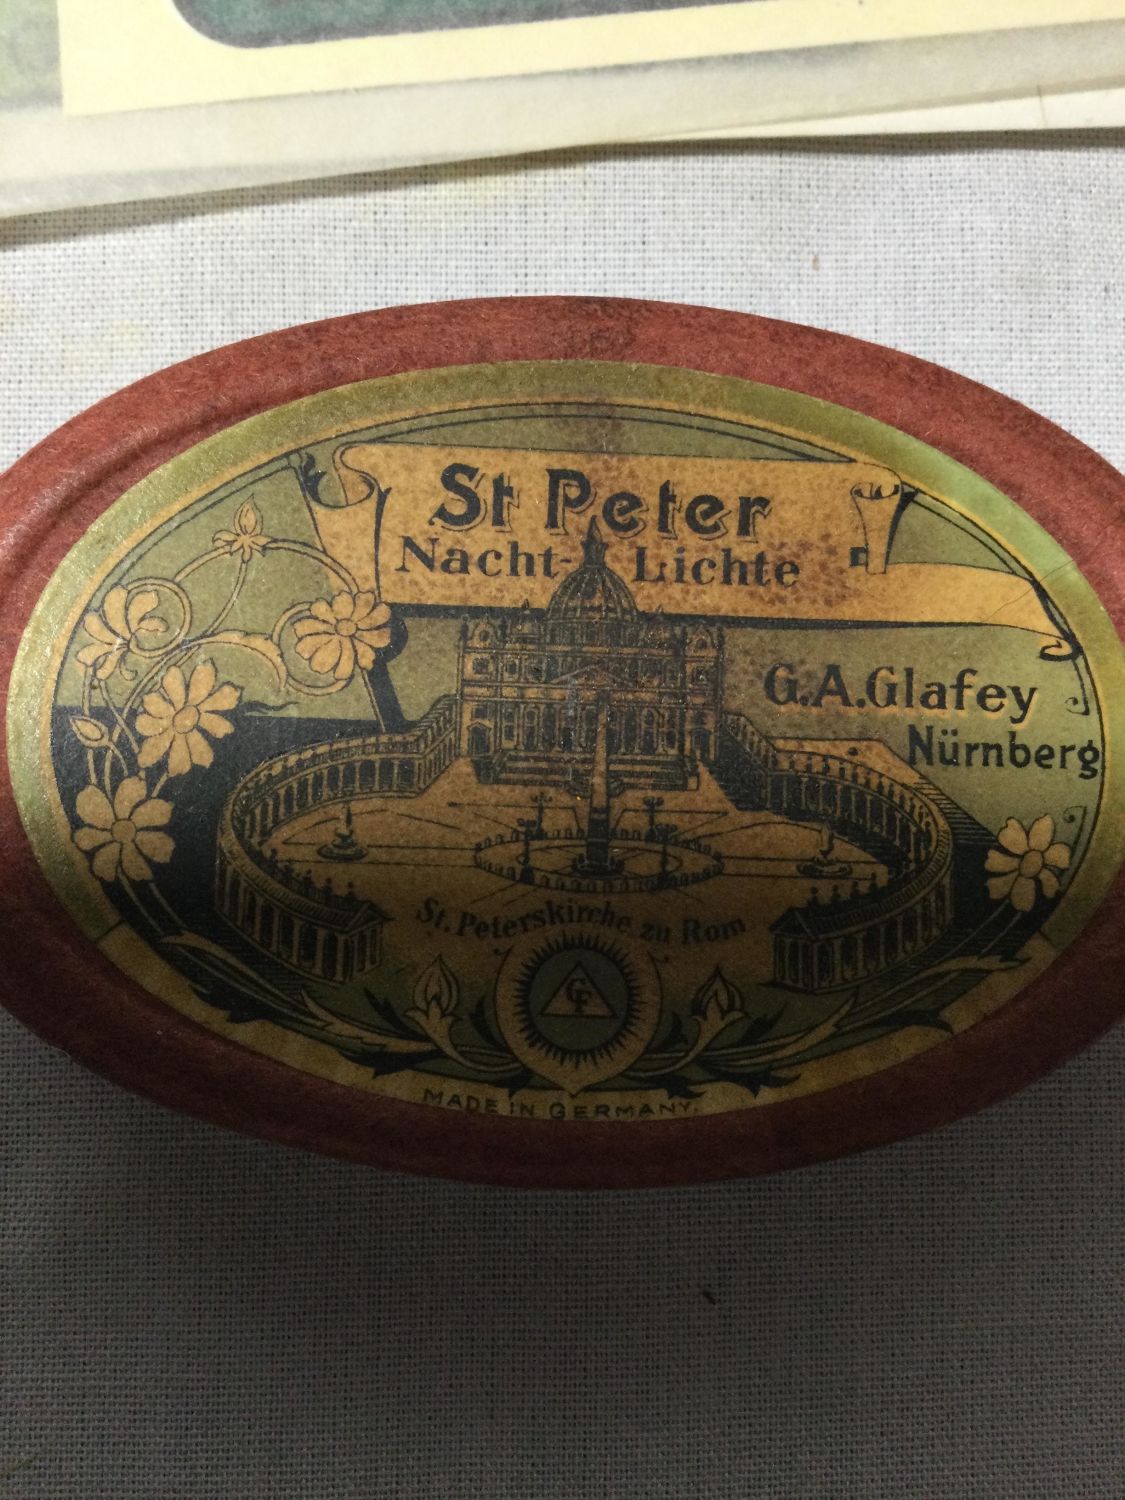 St Peter
Nacht-Lichte
G.A.Glafey
Nürnberg
St. Peterskirche zu Rom
GF
MADE IN GERMANY.